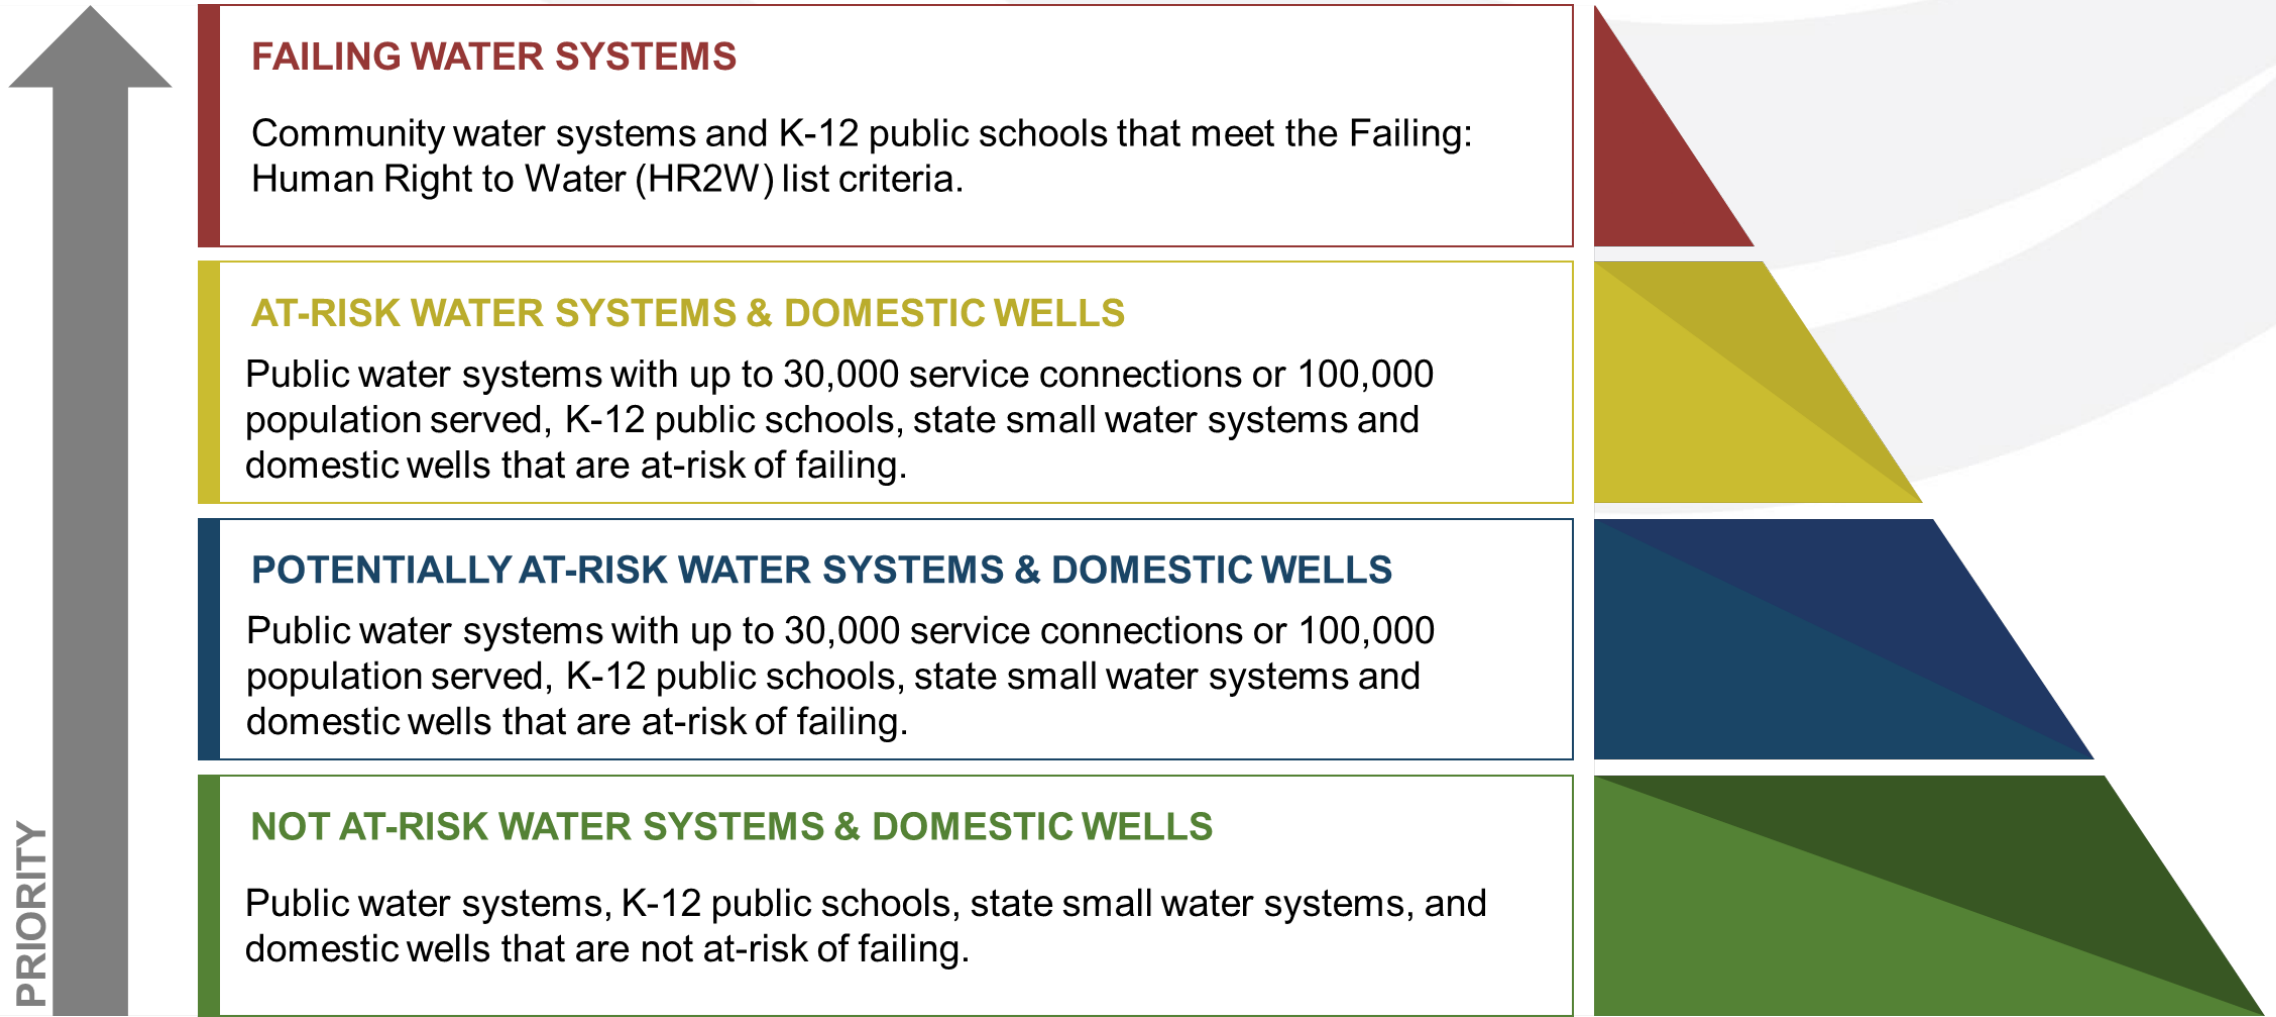 FAILING WATER SYSTEMS
Community water systems and K-12 public schools that meet the Failing:
Human Right to Water (HR2W) list criteria.
AT-RISK WATER SYSTEMS & DOMESTIC WELLS
Public water systems with up to 30,000 service connections or 100,000
population served, K-12 public schools, state small water systems and
domestic wells that are at-risk of failing.
POTENTIALLY AT-RISK WATER SYSTEMS & DOMESTIC WELLS
Public water systems with up to 30,000 service connections or 100,000
population served, K-12 public schools, state small water systems and
domestic wells that are at-risk of failing.
NOT AT-RISK WATER SYSTEMS & DOMESTIC WELLS
Public water systems, K-12 public schools, state small water systems, and
domestic wells that are not at-risk of failing.
PRIORITY